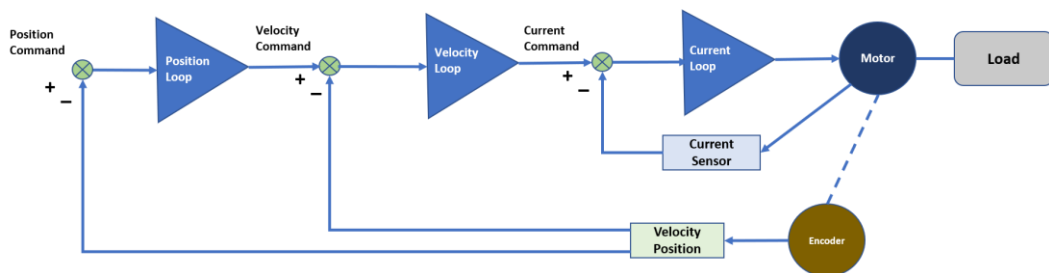 Position
Command
+
−
Position
Loop
Velocity
Command
+
−
Velocity
Loop
Current
Command
+
−
Current
Loop
Motor
Load
Current
Sensor
Velocity
Position
Encoder